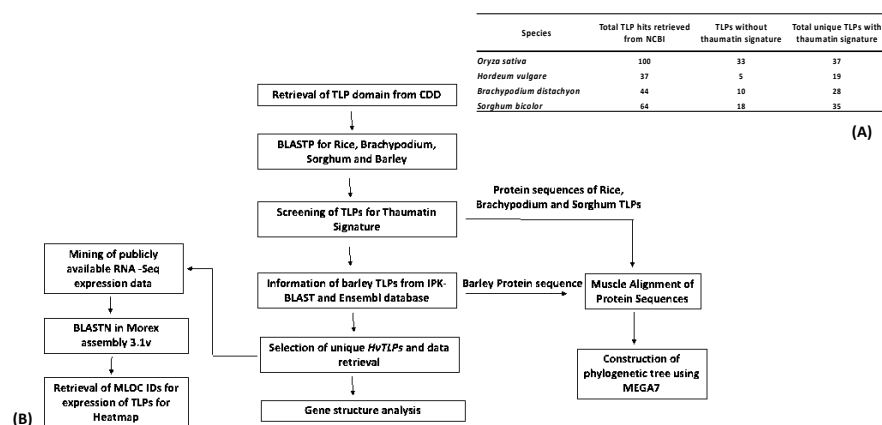 Species
Total TLP hits retrieved
from NCBI
TLPs without
thaumatin signature
Total unique TLPs with
thaumatin signature
Oryza sativa 100 33 37
Hordeum vulgare 37 5 19
Brachypodium distachyon 44 10 28
Sorghum bicolor 64 18 35
(A)
Retrieval of TLP domain from CDD
BLASTP for Rice, Brachypodium,
Sorghum and Barley
Screening of TLPs for Thaumatin
Signature
Protein sequences of Rice,
Brachypodium and Sorghum TLPs
Information of barley TLPs from IPK-
BLAST and Ensembl database
Barley Protein sequence
Muscle Alignment of
Protein Sequences
Construction of
phylogenetic tree using
MEGA7
Selection of unique HvTLPs and data
retrieval
Gene structure analysis
Mining of publicly
available RNA -Seq
expression data
BLASTN in Morex
assembly 3.1v
Retrieval of MLOC IDs for
expression of TLPs for
Heatmap
(B)